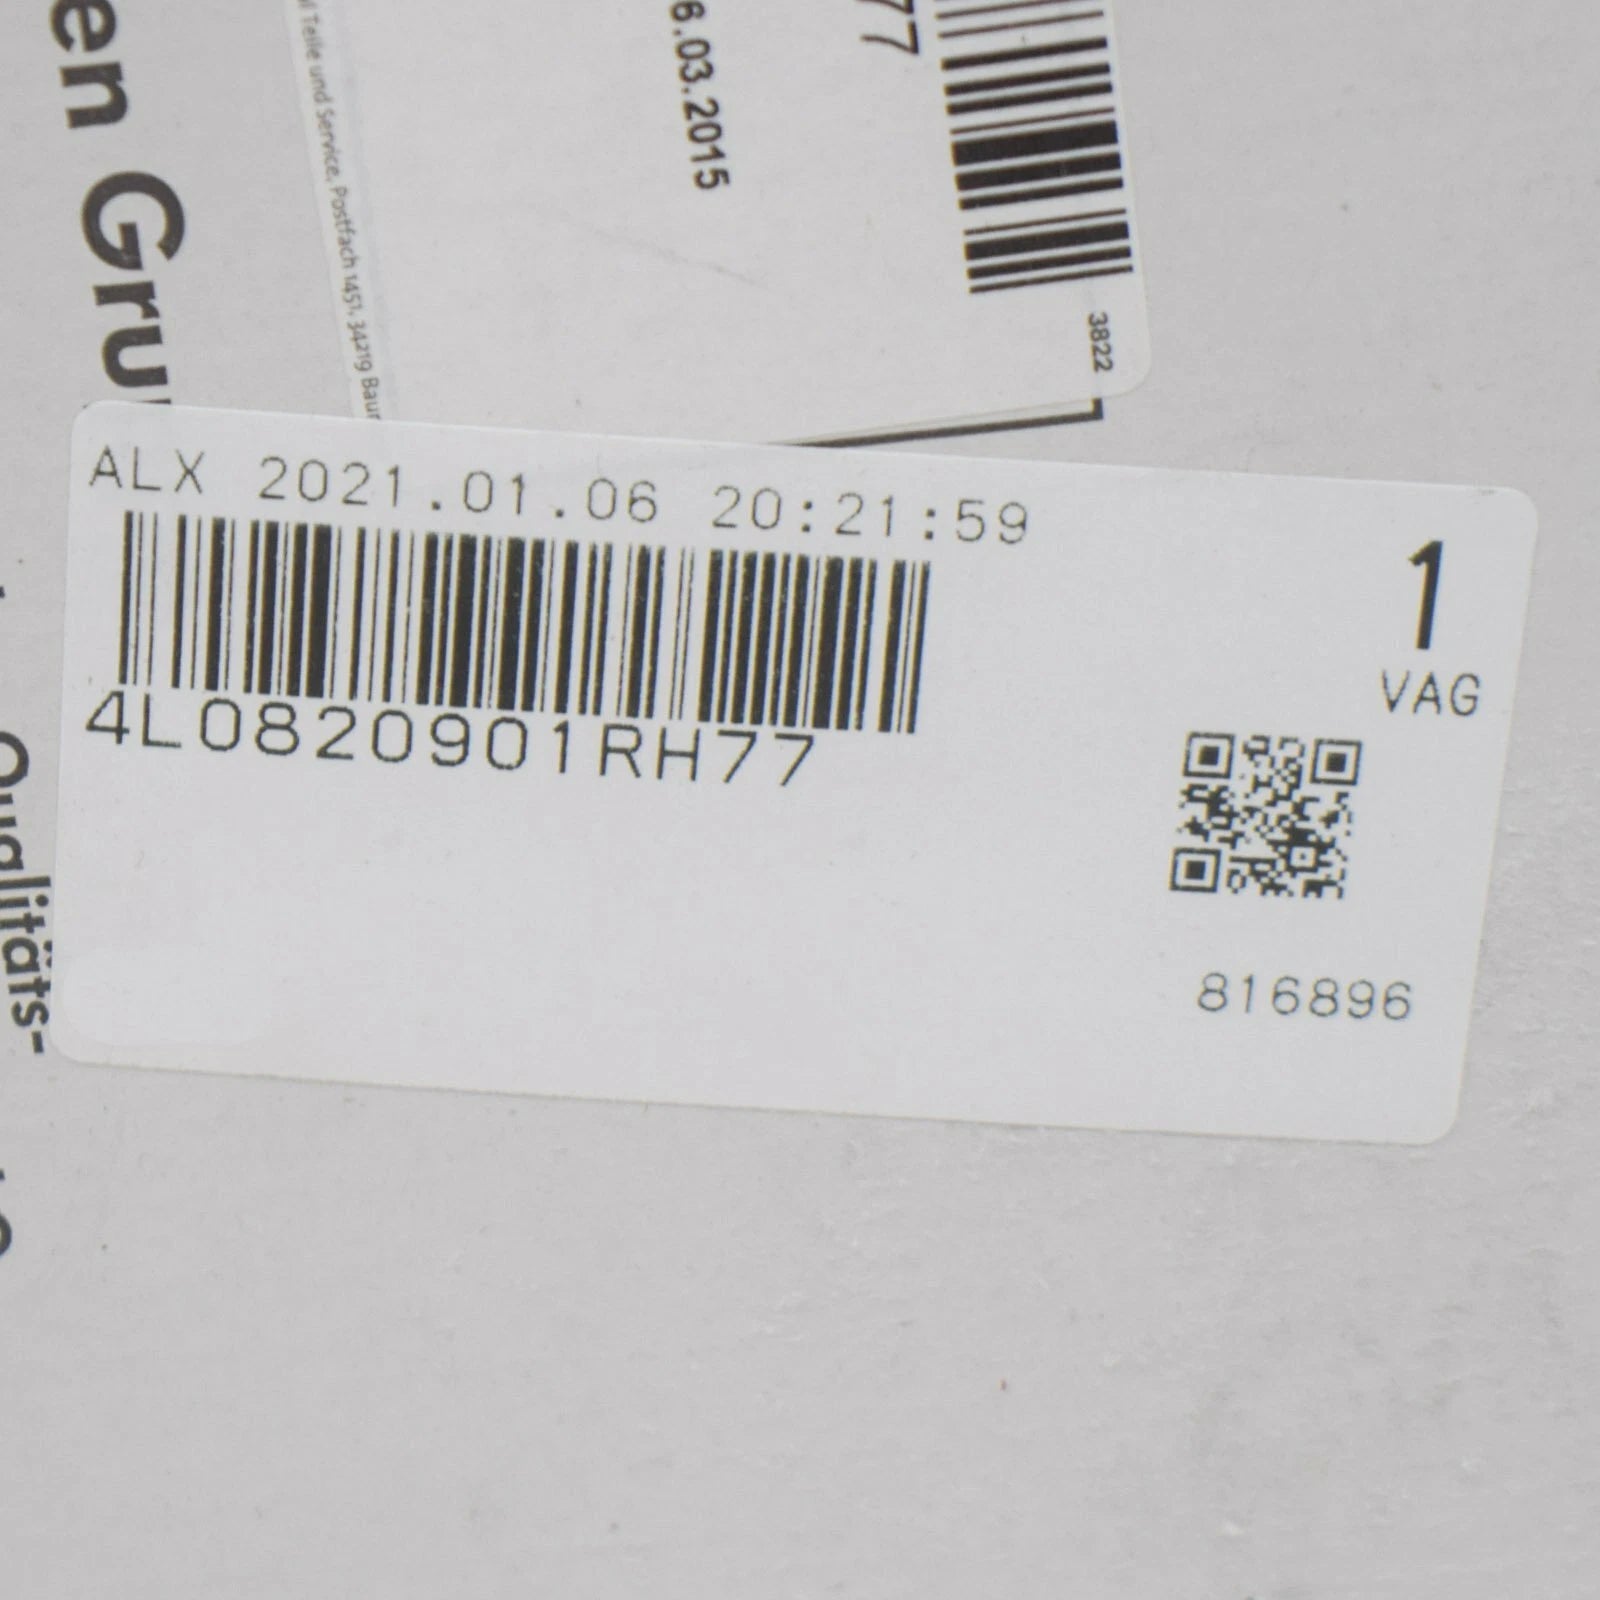 en Gru
Teile und Service, Postfach 1451, 34219 Baun
6.03.2015
77
3822
ALX 2021.01.06 20:21:59
4L0820901RH77
1
VAG
816896
Qualitäts-